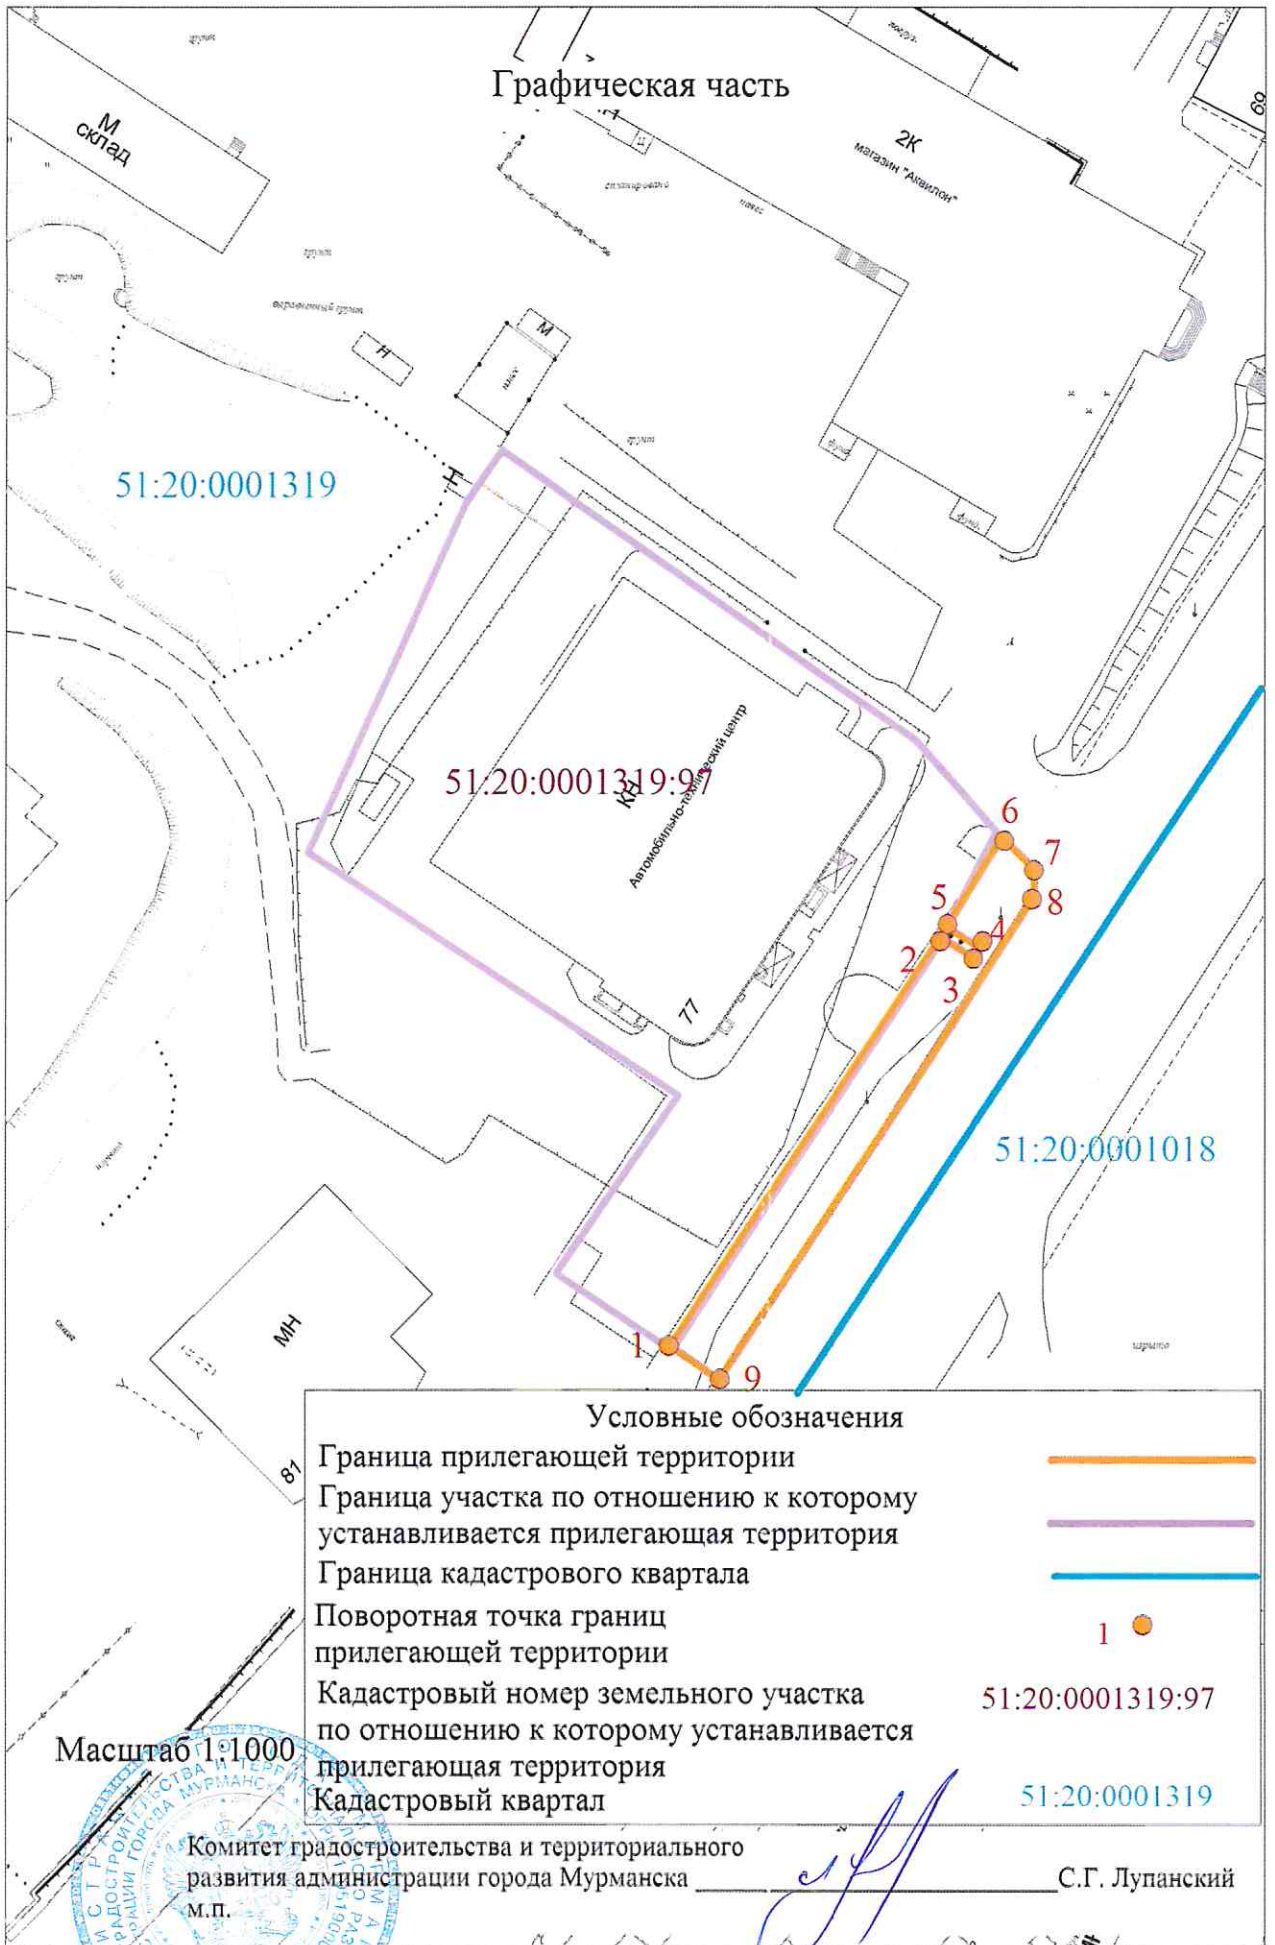 Графическая часть
М
склад
2К
магазин "Аквилон"
69
М
Н
51:20:0001319
51:20:0001319:97
КН
Автомобильно-технический центр
6
7
5
8
4
2
3
77
51:20:0001018
МН
1
9
81
Условные обозначения
Граница прилегающей территории
Граница участка по отношению к которому
устанавливается прилегающая территория
Граница кадастрового квартала
Поворотная точка границ
прилегающей территории
1
Кадастровый номер земельного участка
по отношению к которому устанавливается
прилегающая территория
51:20:0001319:97
Кадастровый квартал
51:20:0001319
Масштаб 1:1000
Комитет градостроительства и территориального
развития администрации города Мурманска
С.Г. Лупанский
м.п.